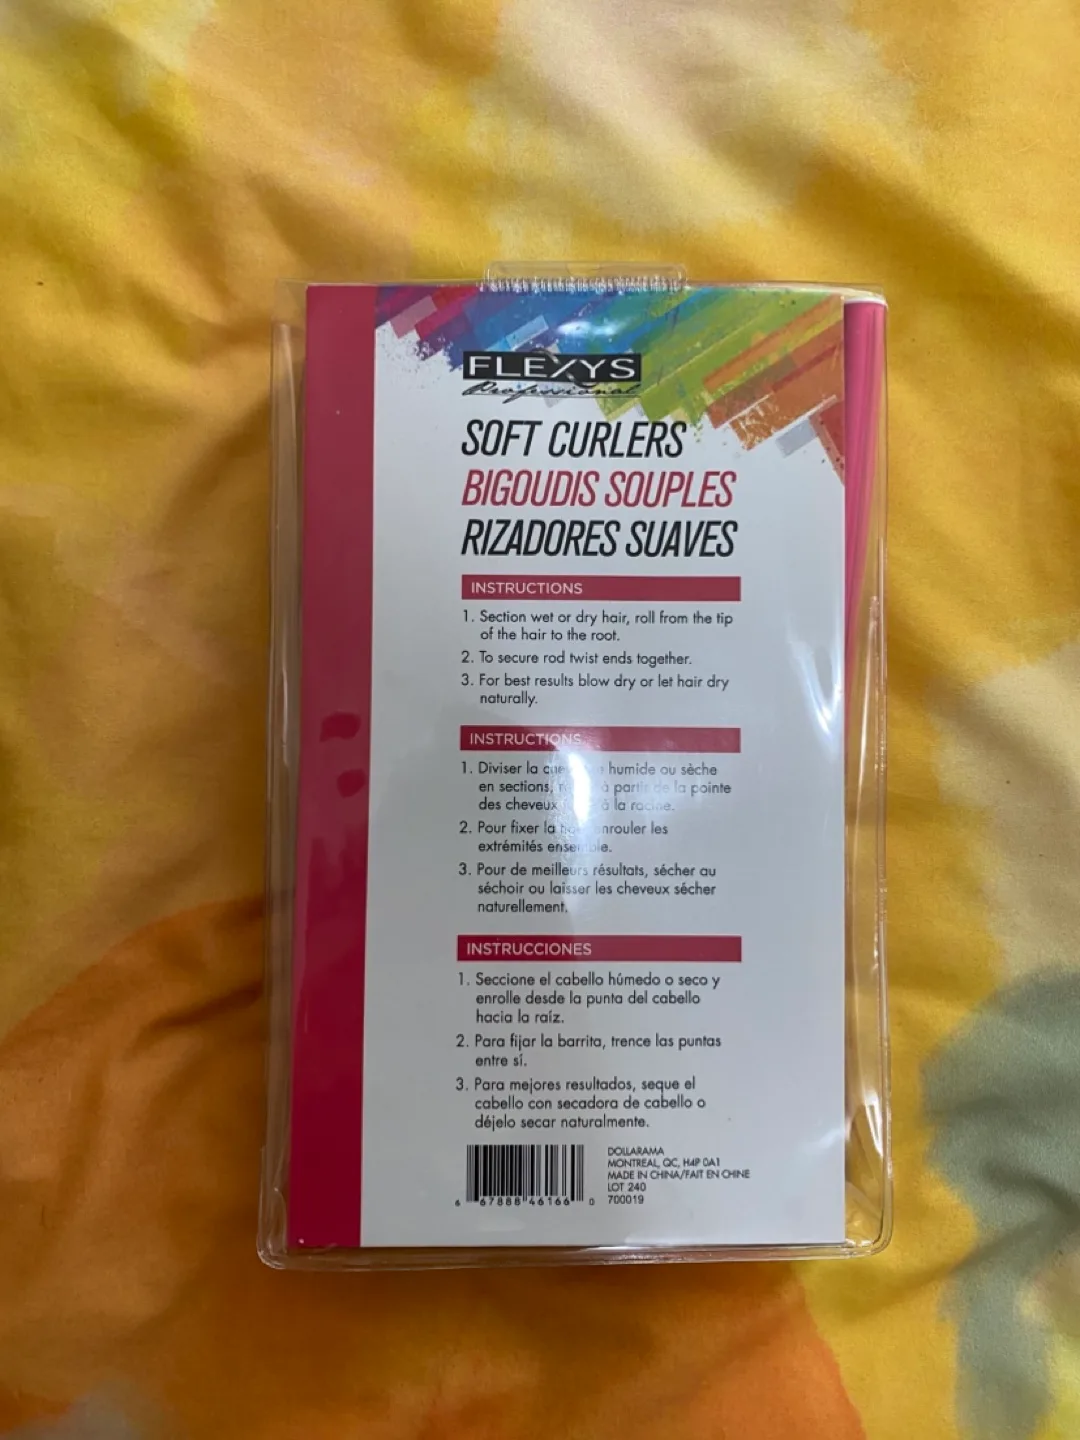 FLEXYS
Professional
SOFT CURLERS
BIGOUDIS SOUPLES
RIZADORES SUAVES
INSTRUCTIONS
1. Section wet or dry hair, roll from the tip
of the hair to the root.
2. To secure rod twist ends together.
3. For best results blow dry or let hair dry
naturally.
INSTRUCTIONS
1. Diviser la humide ou sèche
en sections, à partir de la pointe
des cheveux à la racine.
2. Pour fixer la enrouler les
extrémités ensemble.
3. Pour de meilleurs résultats, sécher au
séchoir ou laisser les cheveux sécher
naturellement.
INSTRUCCIONES
1. Seccione el cabello húmedo o seco y
enrolle desde la punta del cabello
hacia la raíz.
2. Para fijar la barrita, trence las puntas
entre sí.
3. Para mejores resultados, seque el
cabello con secadora de cabello o
déjelo secar naturalmente.
DOLLARAMA
MONTREAL, QC, H4P 0A1
MADE IN CHINA/FAIT EN CHINE
LOT 240
700019
6 67888 46166 0